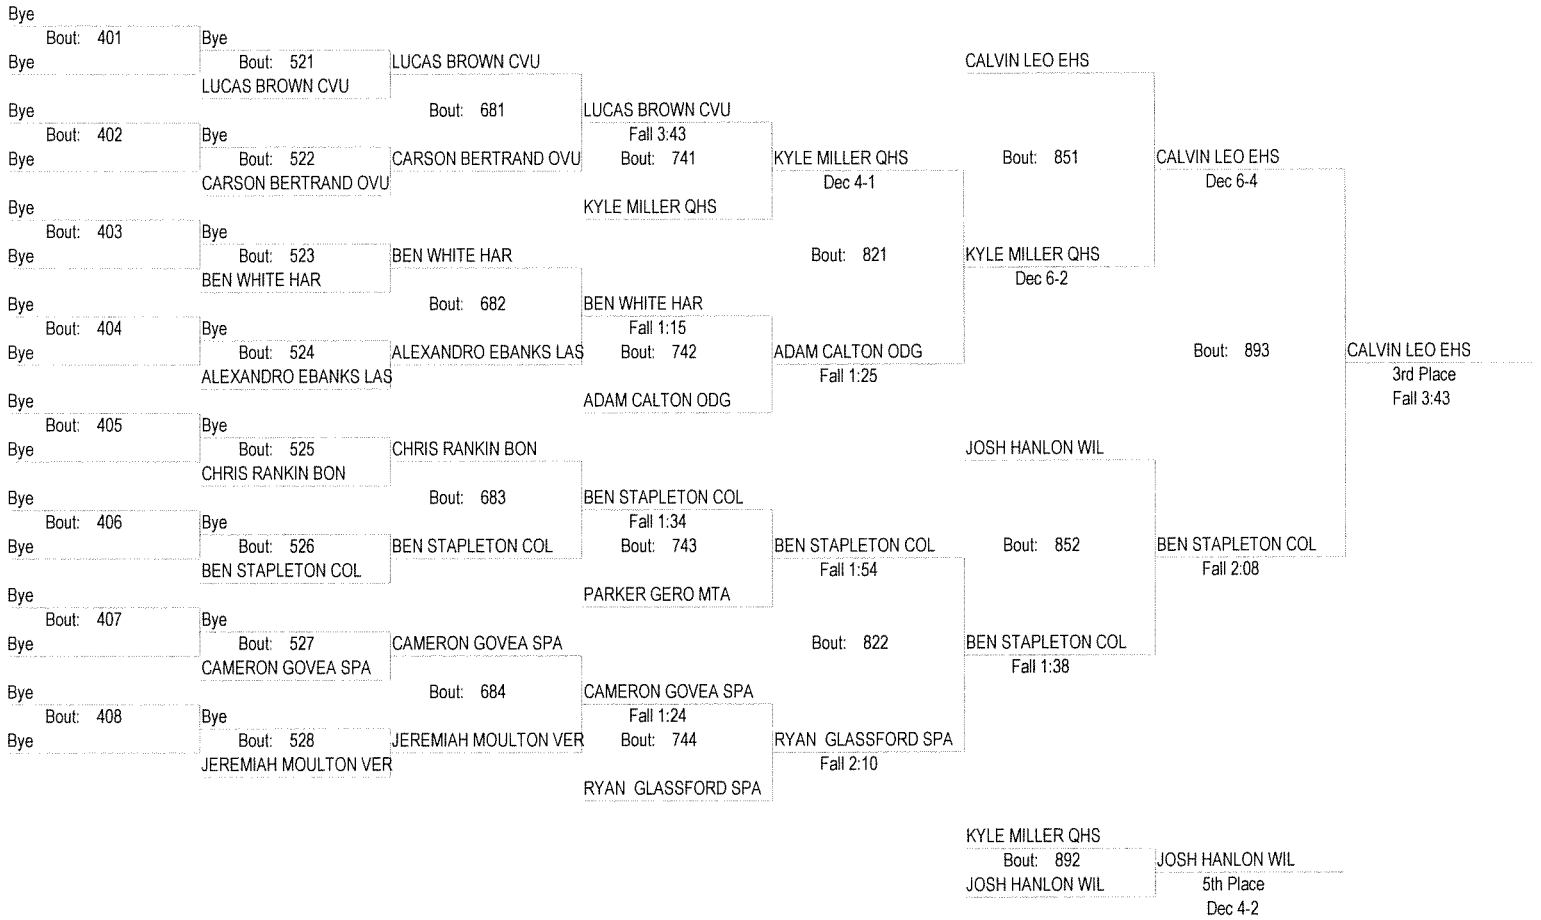 Bye
Bout: 401
Bye
Bye
Bout: 521
LUCAS BROWN CVU
LUCAS BROWN CVU
Bye
Bout: 402
Bye
Bye
Bout: 522
CARSON BERTRAND OVU
CARSON BERTRAND OVU
Bout: 681
LUCAS BROWN CVU
Fall 3:43
Bout: 741
KYLE MILLER QHS
KYLE MILLER QHS
Dec 4-1
Bye
Bout: 403
Bye
Bye
Bout: 523
BEN WHITE HAR
BEN WHITE HAR
Bye
Bout: 404
Bye
Bye
Bout: 524
ALEXANDRO EBANKS LAS
ALEXANDRO EBANKS LAS
Bout: 682
BEN WHITE HAR
Fall 1:15
Bout: 742
ADAM CALTON ODG
ADAM CALTON ODG
Fall 1:25
Bout: 821
KYLE MILLER QHS
Dec 6-2
CALVIN LEO EHS
Bout: 851
CALVIN LEO EHS
Dec 6-4
Bye
Bout: 405
Bye
Bye
Bout: 525
CHRIS RANKIN BON
CHRIS RANKIN BON
Bye
Bout: 406
Bye
Bye
Bout: 526
BEN STAPLETON COL
BEN STAPLETON COL
Bout: 683
BEN STAPLETON COL
Fall 1:34
Bout: 743
PARKER GERO MTA
BEN STAPLETON COL
Fall 1:54
Bye
Bout: 407
Bye
Bye
Bout: 527
CAMERON GOVEA SPA
CAMERON GOVEA SPA
Bye
Bout: 408
Bye
Bye
Bout: 528
JEREMIAH MOULTON VER
JEREMIAH MOULTON VER
Bout: 684
CAMERON GOVEA SPA
Fall 1:24
Bout: 744
RYAN GLASSFORD SPA
RYAN GLASSFORD SPA
Fall 2:10
Bout: 822
BEN STAPLETON COL
Fall 1:38
JOSH HANLON WIL
Bout: 852
BEN STAPLETON COL
Fall 2:08
Bout: 893
CALVIN LEO EHS
3rd Place
Fall 3:43
KYLE MILLER QHS
Bout: 892
JOSH HANLON WIL
JOSH HANLON WIL
5th Place
Dec 4-2